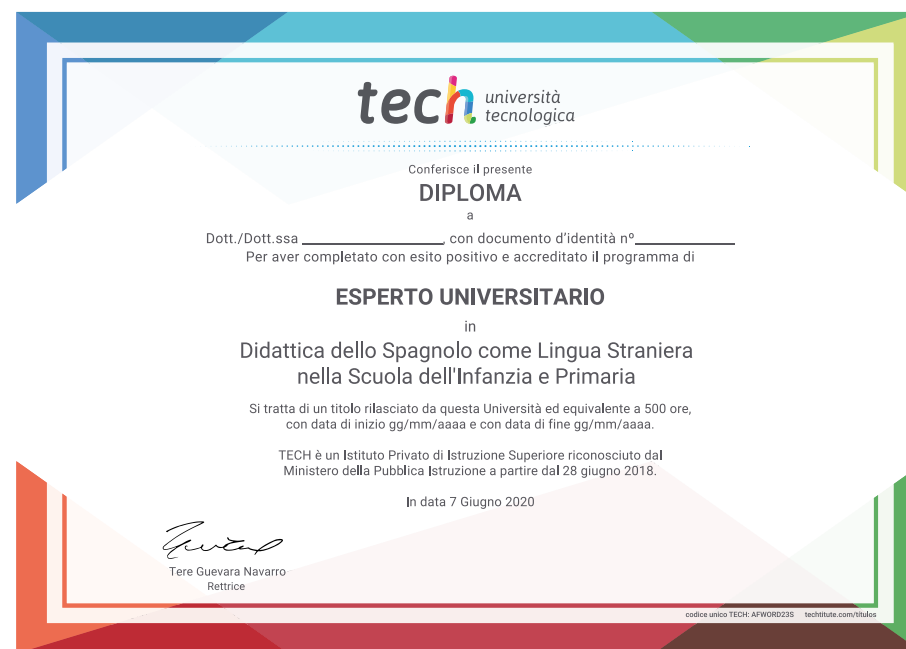 tech università
tecnologica
Conferisce il presente
DIPLOMA
a
Dott./Dott.ssa ____________________, con documento d'identità nº______________
Per aver completato con esito positivo e accreditato il programma di
ESPERTO UNIVERSITARIO
in
Didattica dello Spagnolo come Lingua Straniera
nella Scuola dell'Infanzia e Primaria
Si tratta di un titolo rilasciato da questa Università ed equivalente a 500 ore,
con data di inizio gg/mm/aaaa e con data di fine gg/mm/aaaa.
TECH è un Istituto Privato di Istruzione Superiore riconosciuto dal
Ministero della Pubblica Istruzione a partire dal 28 giugno 2018.
In data 7 Giugno 2020
Tere Guevara Navarro
Rettrice
codice unico TECH: AFWORD23S techtitute.com/titulos